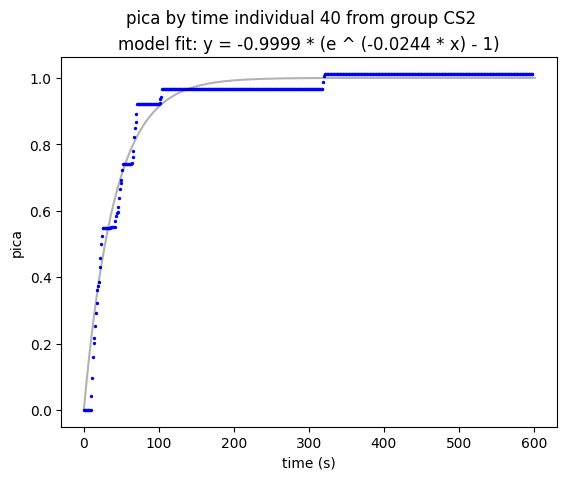 pica by time individual 40 from group CS2
model fit: y = -0.9999 * (e ^ (-0.0244 * x) - 1)
1.0
0.8
0.6
0.4
0.2
0.0
pica
0 100 200 300 400 500 600
time (s)